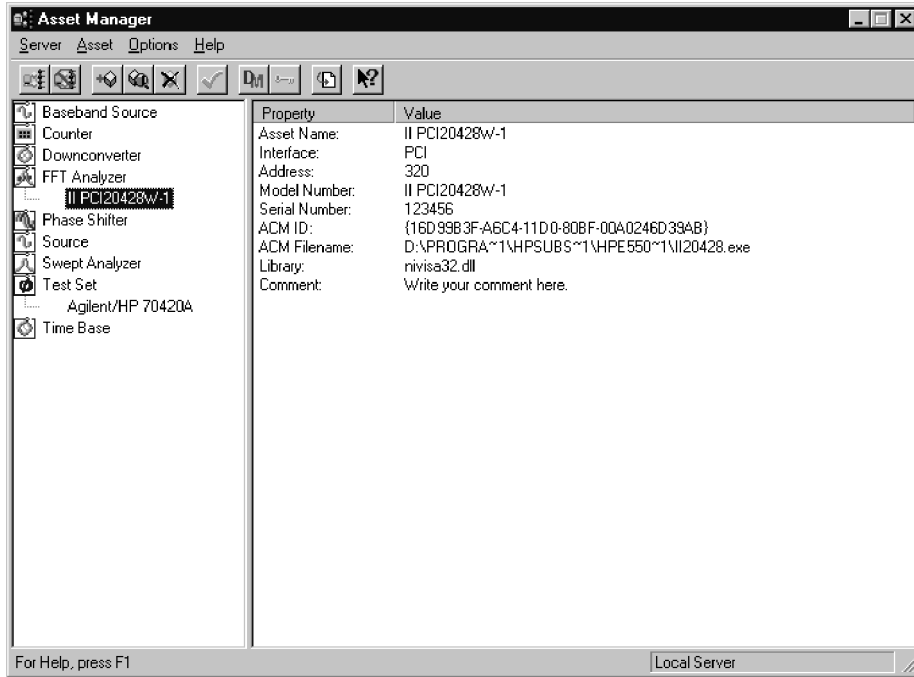 Asset Manager
Server Asset Options Help
DM
Baseband Source
Counter
Downconverter
FFT Analyzer
II PCI20428W-1
Phase Shifter
Source
Swept Analyzer
Test Set
Agilent/HP 70420A
Time Base
Property Value
Asset Name: II PCI20428W-1
Interface: PCI
Address: 320
Model Number: II PCI20428W-1
Serial Number: 123456
ACM ID: {16D99B3F-A6C4-11D0-80BF-00A0246D39AB}
ACM Filename: D:\PROGRA~1\HPSUBS~1\HPE550~1\II20428.exe
Library: nivisa32.dll
Comment: Write your comment here.
For Help, press F1
Local Server